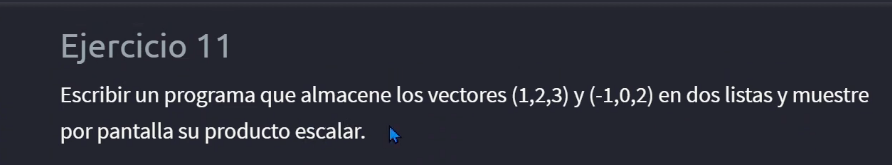 Ejercicio 11
Escribir un programa que almacene los vectores (1,2,3) y (-1,0,2) en dos listas y muestre
por pantalla su producto escalar.